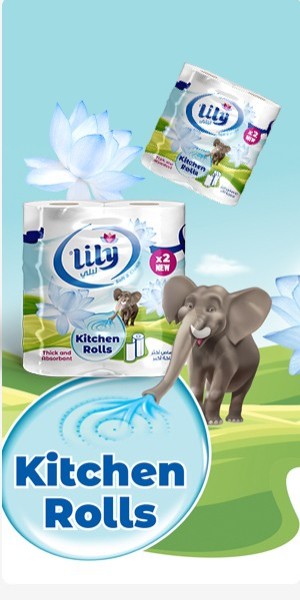 Lily
ليلي
x2
NEW
Kitchen
Rolls
Lily
ليلي
x2
NEW
Kitchen
Rolls
Thick and
Absorbent
Kitchen
Rolls